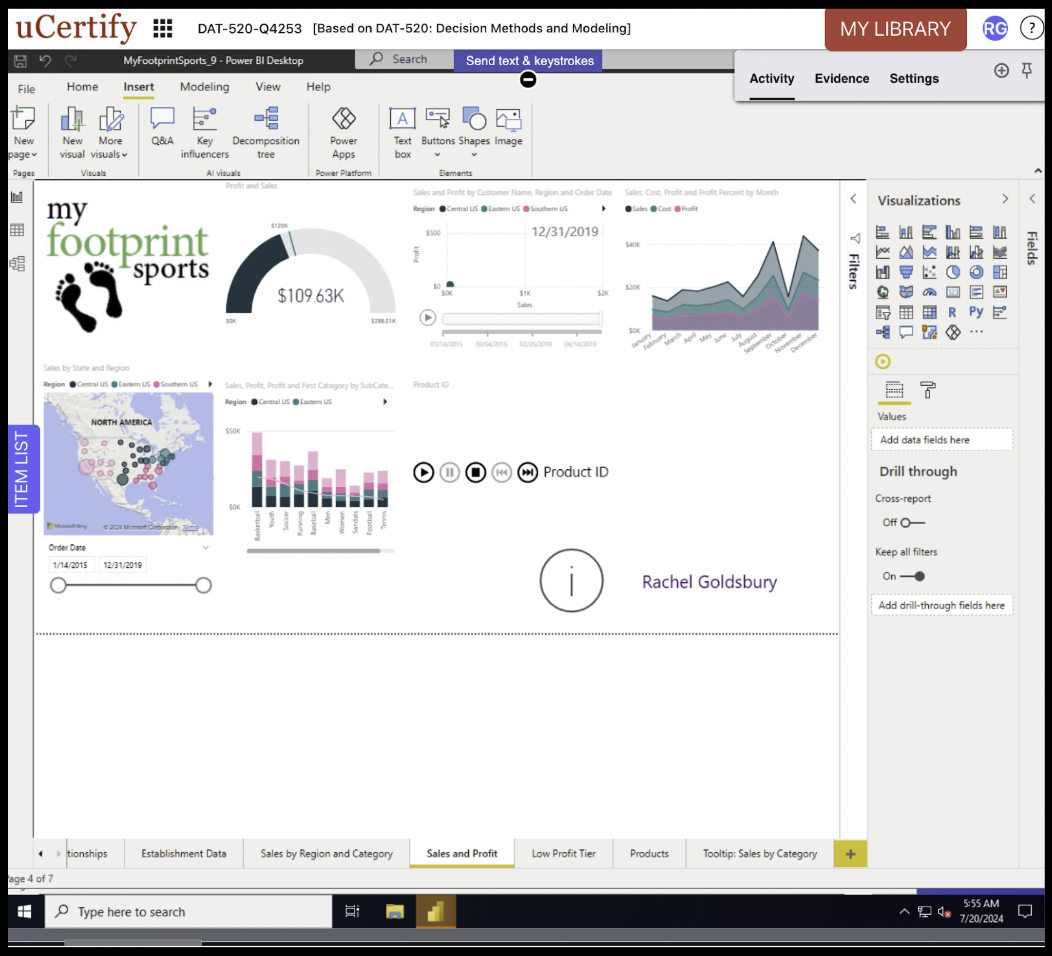 uCertify
DAT-520-Q4253 [Based on DAT-520: Decision Methods and Modeling]
MY LIBRARY
RG
?
MyFootprintSports_9 - Power BI Desktop
Search
Send text & keystrokes
Activity Evidence Settings
File Home Insert Modeling View Help
New page
New visual
More visuals
Q&A
Key influencers
Decomposition tree
Power Apps
Text box
Buttons
Shapes
Image
Pages Visuals AI visuals Power Platform Elements
my
footprint
sports
Profit and Sales
$120K
$109.63K
$0K
$288.01K
Sales and Profit by Customer Name, Region and Order Date
Region Central US Eastern US Southern US
12/31/2019
Profit
$500
$0
$0K $1K $2K
Sales
01/14/2015 10/04/2016 02/26/2018 04/14/2019
Sales, Cost, Profit and Profit Percent by Month
Sales Cost Profit
$40K
$20K
$0K
January February March April May June July August September October November December
Sales by State and Region
Region Central US Eastern US Southern US
NORTH AMERICA
Microsoft Bing
© 2024 Microsoft Corporation Terms
Order Date
1/14/2015 12/31/2019
Sales, Profit, Profit and First Category by SubCate...
Region Central US Eastern US
$50K
$0K
Basketball Youth Soccer Running Baseball Men Women Sandals Football Tennis
Product ID
Product ID
i
Rachel Goldsbury
Filters
Visualizations
R Py
Values
Add data fields here
Drill through
Cross-report
Off
Keep all filters
On
Add drill-through fields here
Fields
ITEM LIST
tionships Establishment Data Sales by Region and Category Sales and Profit Low Profit Tier Products Tooltip: Sales by Category +
Page 4 of 7
Type here to search
5:55 AM
7/20/2024